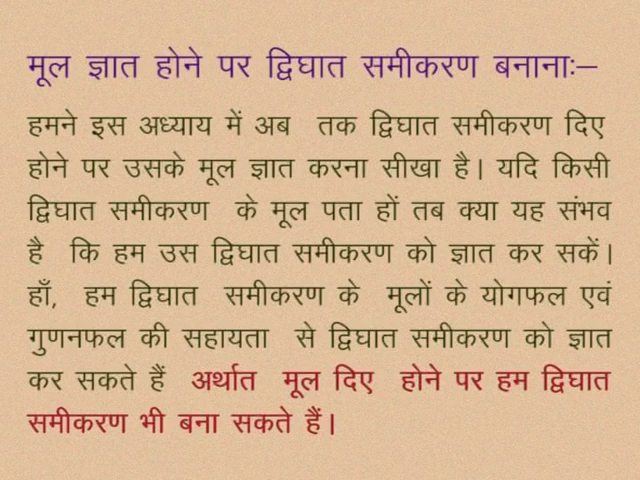 मूल ज्ञात होने पर द्विघात समीकरण बनानाः–
हमने इस अध्याय में अब तक द्विघात समीकरण दिए
होने पर उसके मूल ज्ञात करना सीखा है। यदि किसी
द्विघात समीकरण के मूल पता हों तब क्या यह संभव
है कि हम उस द्विघात समीकरण को ज्ञात कर सकें।
हाँ, हम द्विघात समीकरण के मूलों के योगफल एवं
गुणनफल की सहायता से द्विघात समीकरण को ज्ञात
कर सकते हैं अर्थात मूल दिए होने पर हम द्विघात
समीकरण भी बना सकते हैं।